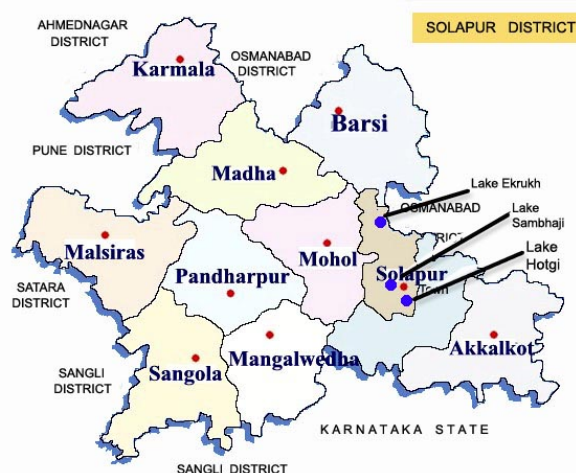 SOLAPUR DISTRICT
AHMEDNAGAR
DISTRICT
OSMANABAD
DISTRICT
Karmala
Barsi
PUNE DISTRICT
Madha
Lake Ekrukh
OSMANABAD
Lake
Sambhaji
Malsiras
Mohol
Solapur
Town
Lake
Hotgi
Pandharpur
SATARA
DISTRICT
Mangalwedha
Akkalkot
SANGLI
DISTRICT
Sangola
KARNATAKA STATE
SANGLI DISTRICT